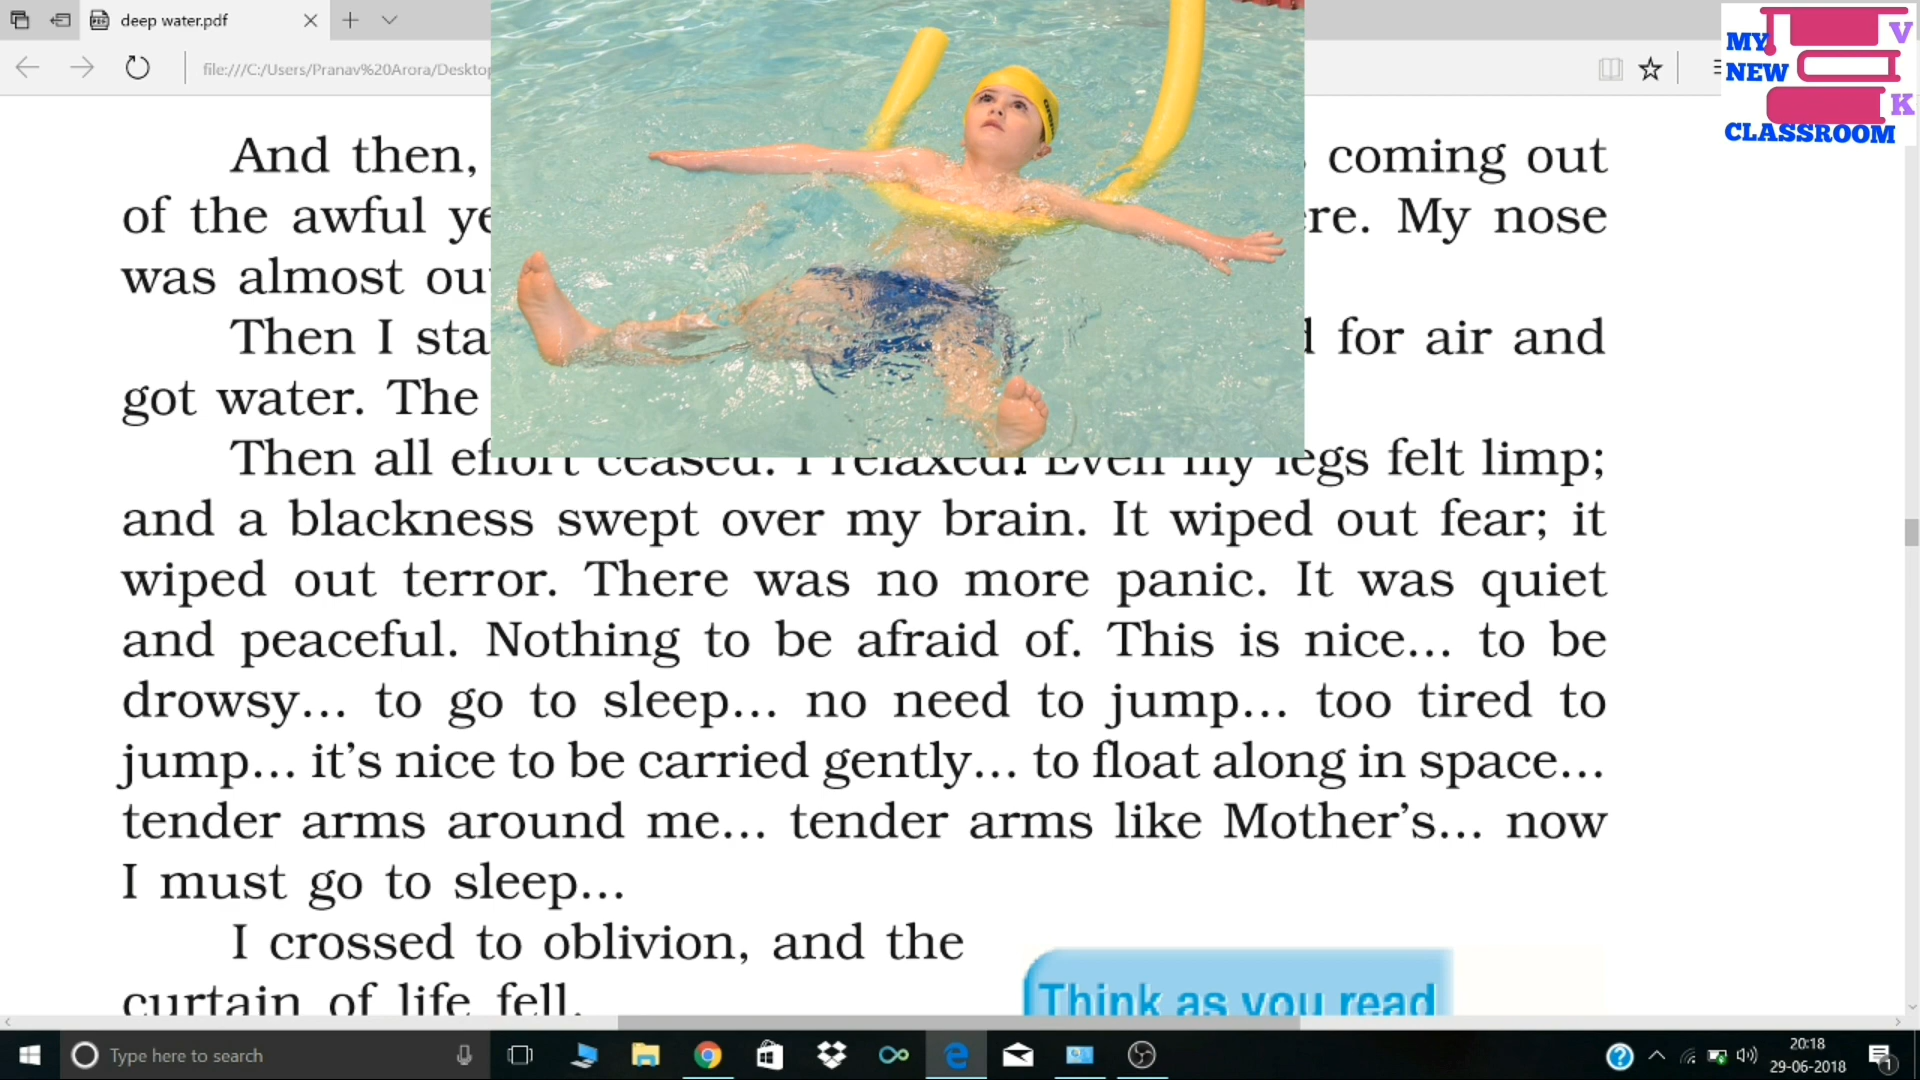 deep water.pdf
file:///C:/Users/Pranav%20Arora/Deskto
MY
NEW
CLASSROOM
V
K
And then, coming out
of the awful ere. My nose
was almost
Then I for air and
got water. The
Then all effort ceased. I relaxed. Even my legs felt limp;
and a blackness swept over my brain. It wiped out fear; it
wiped out terror. There was no more panic. It was quiet
and peaceful. Nothing to be afraid of. This is nice... to be
drowsy... to go to sleep... no need to jump... too tired to
jump... it's nice to be carried gently... to float along in space...
tender arms around me... tender arms like Mother's... now
I must go to sleep...
I crossed to oblivion, and the
curtain of life fell.
Think as you read
Type here to search
20:18
29-06-2018
1